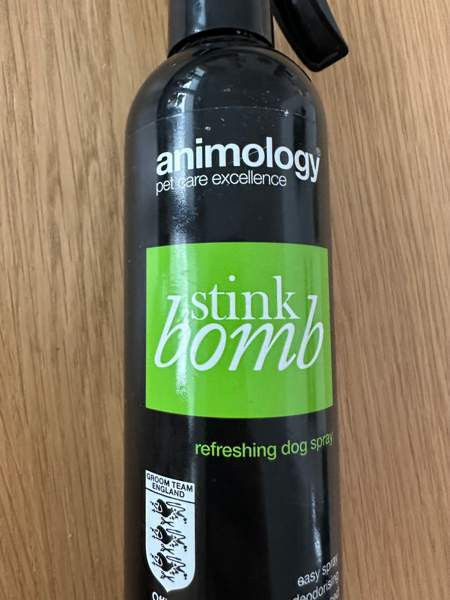 animology®
pet care excellence
stink
bomb
refreshing dog spray
GROOM TEAM
ENGLAND
easy spray